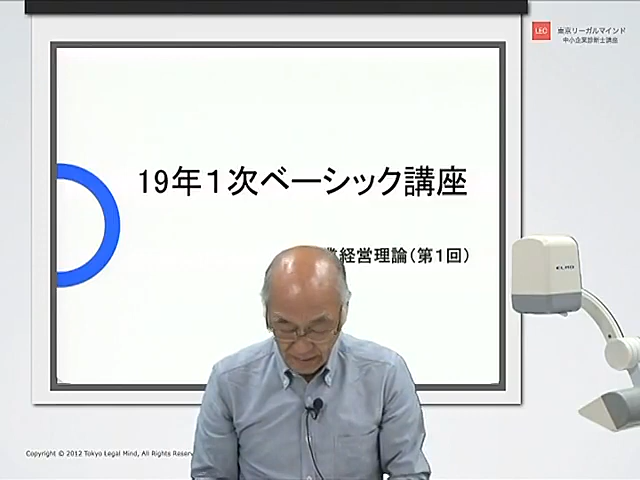 LEC 東京リーガルマインド
中小企業診断士講座
19年1次ベーシック講座
経営理論(第1回)
ELMO
Copyright © 2012 Tokyo Legal Mind, All Rights Reserv